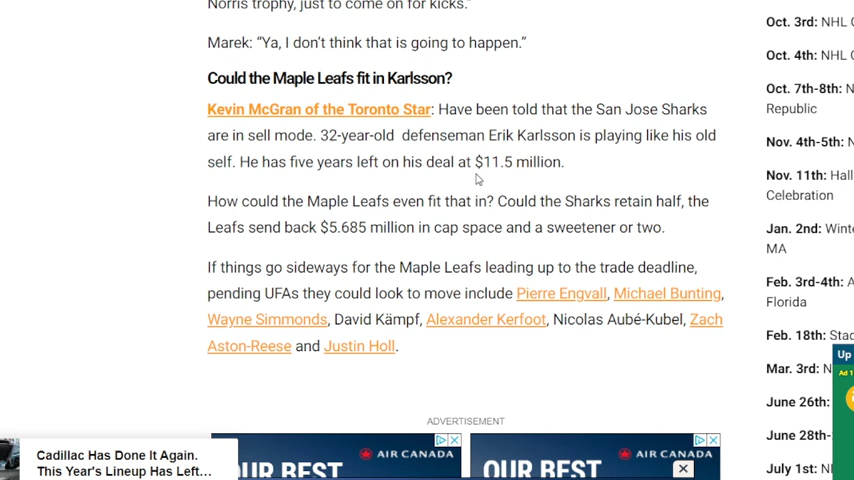 Norris trophy, just to come on for kicks.”
Marek: “Ya, I don’t think that is going to happen.”
Could the Maple Leafs fit in Karlsson?
Kevin McGran of the Toronto Star: Have been told that the San Jose Sharks
are in sell mode. 32-year-old defenseman Erik Karlsson is playing like his old
self. He has five years left on his deal at $11.5 million.
How could the Maple Leafs even fit that in? Could the Sharks retain half, the
Leafs send back $5.685 million in cap space and a sweetener or two.
If things go sideways for the Maple Leafs leading up to the trade deadline,
pending UFAs they could look to move include Pierre Engvall, Michael Bunting,
Wayne Simmonds, David Kämpf, Alexander Kerfoot, Nicolas Aubé-Kubel, Zach
Aston-Reese and Justin Holl.
ADVERTISEMENT
AIR CANADA
OUR BEST
AIR CANADA
OUR BEST
Cadillac Has Done It Again.
This Year's Lineup Has Left...
Oct. 3rd: NHL
Oct. 4th: NHL
Oct. 7th-8th:
Republic
Nov. 4th-5th:
Nov. 11th: Hall
Celebration
Jan. 2nd:
MA
Feb. 3rd-4th:
Florida
Feb. 18th:
Mar. 3rd:
June 26th:
June 28th-
July 1st:
Up
Ad 1